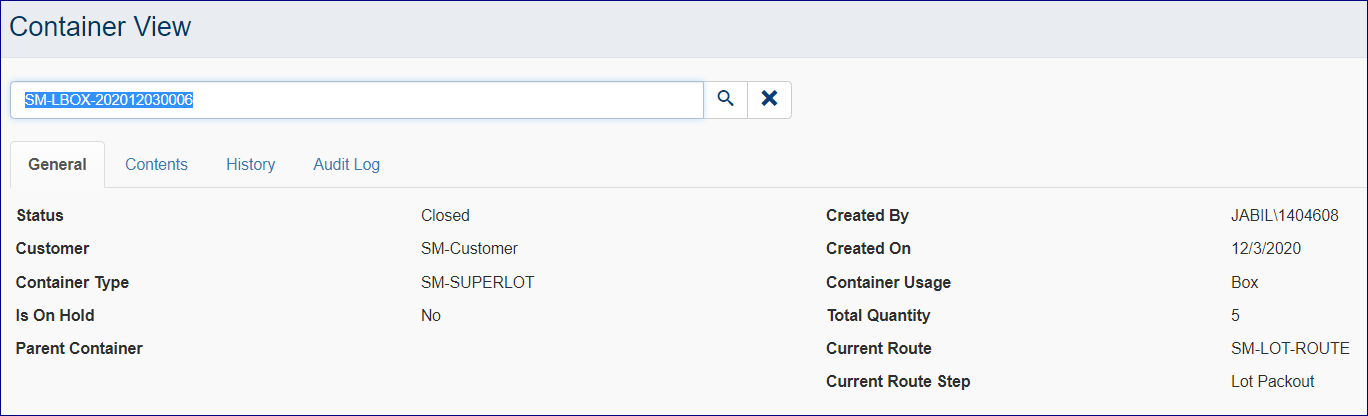 Container View
SM-LBOX-202012030006
General Contents History Audit Log
Status Closed Created By JABIL\1404608
Customer SM-Customer Created On 12/3/2020
Container Type SM-SUPERLOT Container Usage Box
Is On Hold No Total Quantity 5
Parent Container Current Route SM-LOT-ROUTE
Current Route Step Lot Packout